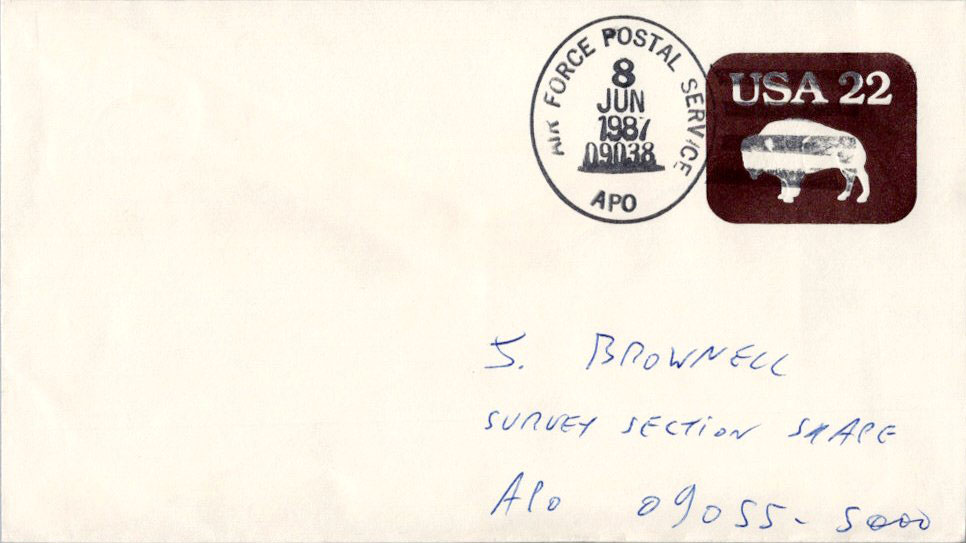 AIR FORCE POSTAL SERVICE
8
JUN
1987
09038
APO
USA 22
J. BROWNELL
SURVEY SECTION SHAPE
APO 09055-5000